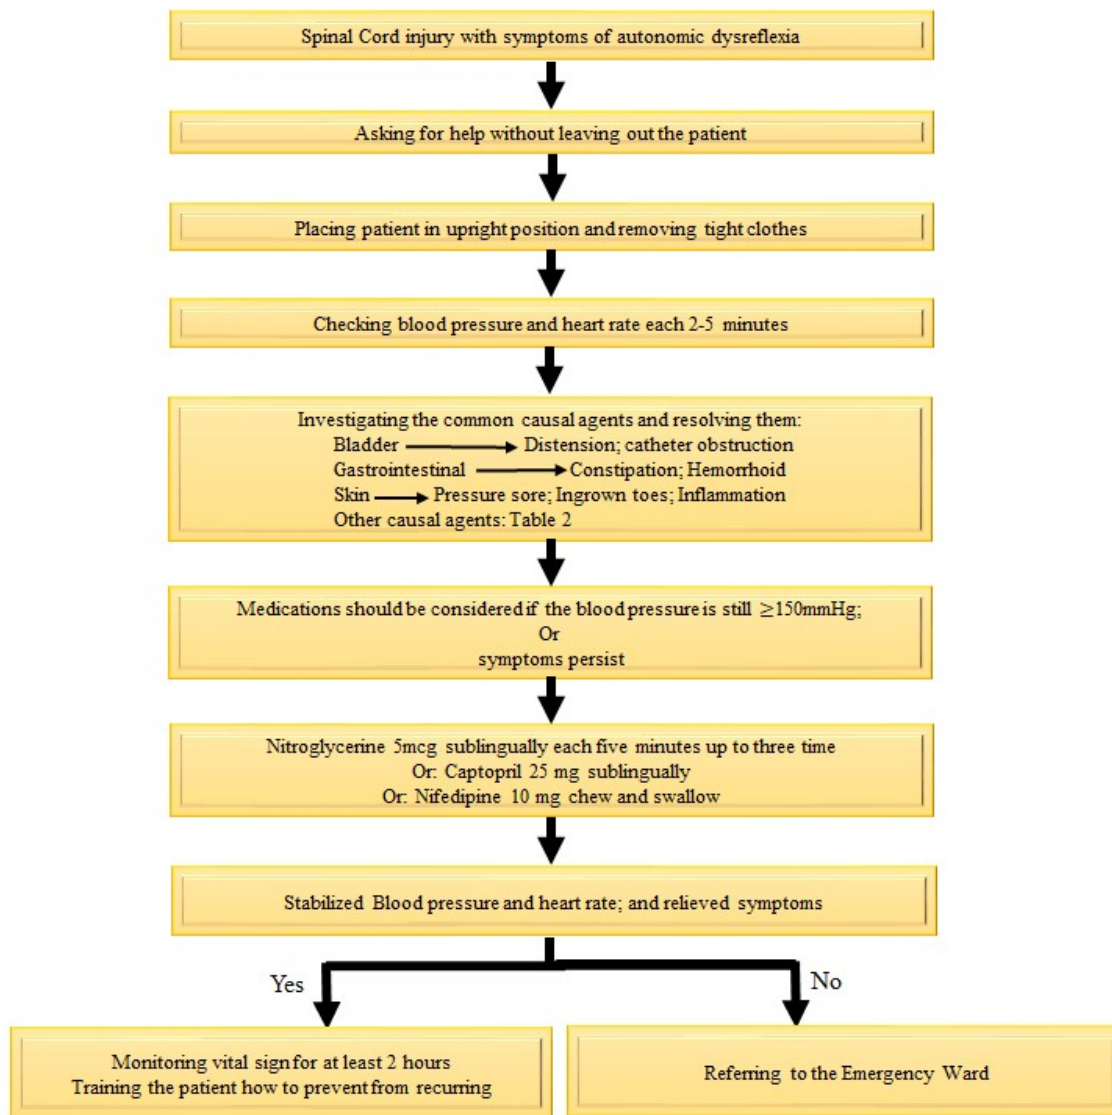 Spinal Cord injury with symptoms of autonomic dysreflexia
Asking for help without leaving out the patient
Placing patient in upright position and removing tight clothes
Checking blood pressure and heart rate each 2-5 minutes
Investigating the common causal agents and resolving them:
Bladder Distension; catheter obstruction
Gastrointestinal Constipation; Hemorrhoid
Skin Pressure sore; Ingrown toes; Inflammation
Other causal agents: Table 2
Medications should be considered if the blood pressure is still ≥150mmHg;
Or
symptoms persist
Nitroglycerine 5mcg sublingually each five minutes up to three time
Or: Captopril 25 mg sublingually
Or: Nifedipine 10 mg chew and swallow
Stabilized Blood pressure and heart rate; and relieved symptoms
Yes
No
Monitoring vital sign for at least 2 hours
Training the patient how to prevent from recurring
Referring to the Emergency Ward